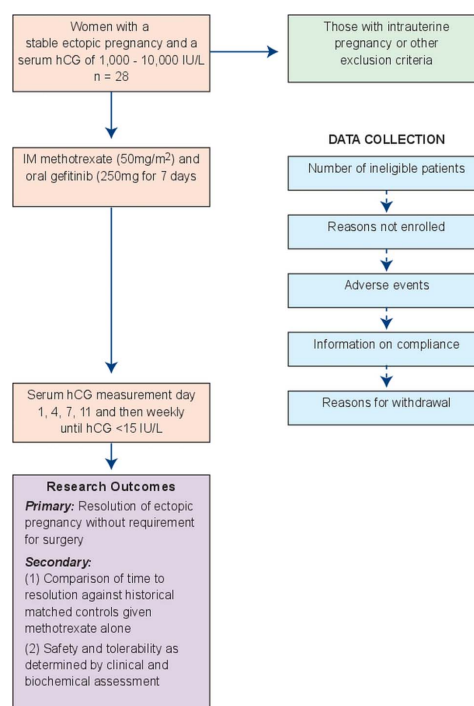 Women with a
stable ectopic pregnancy and a
serum hCG of 1,000 - 10,000 IU/L
n = 28
Those with intrauterine
pregnancy or other
exclusion criteria
IM methotrexate (50mg/m²) and
oral gefitinib (250mg for 7 days
DATA COLLECTION
Number of ineligible patients
Reasons not enrolled
Adverse events
Information on compliance
Reasons for withdrawal
Serum hCG measurement day
1, 4, 7, 11 and then weekly
until hCG <15 IU/L
Research Outcomes
Primary: Resolution of ectopic
pregnancy without requirement
for surgery
Secondary:
(1) Comparison of time to
resolution against historical
matched controls given
methotrexate alone
(2) Safety and tolerability as
determined by clinical and
biochemical assessment